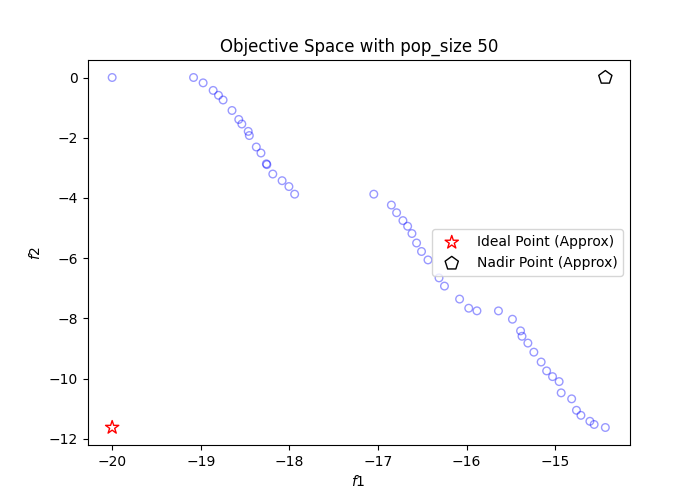 Objective Space with pop_size 50
0
−2
−4
−6
−8
−10
−12
f2
Ideal Point (Approx)
Nadir Point (Approx)
−20
−19
−18
−17
−16
−15
f1